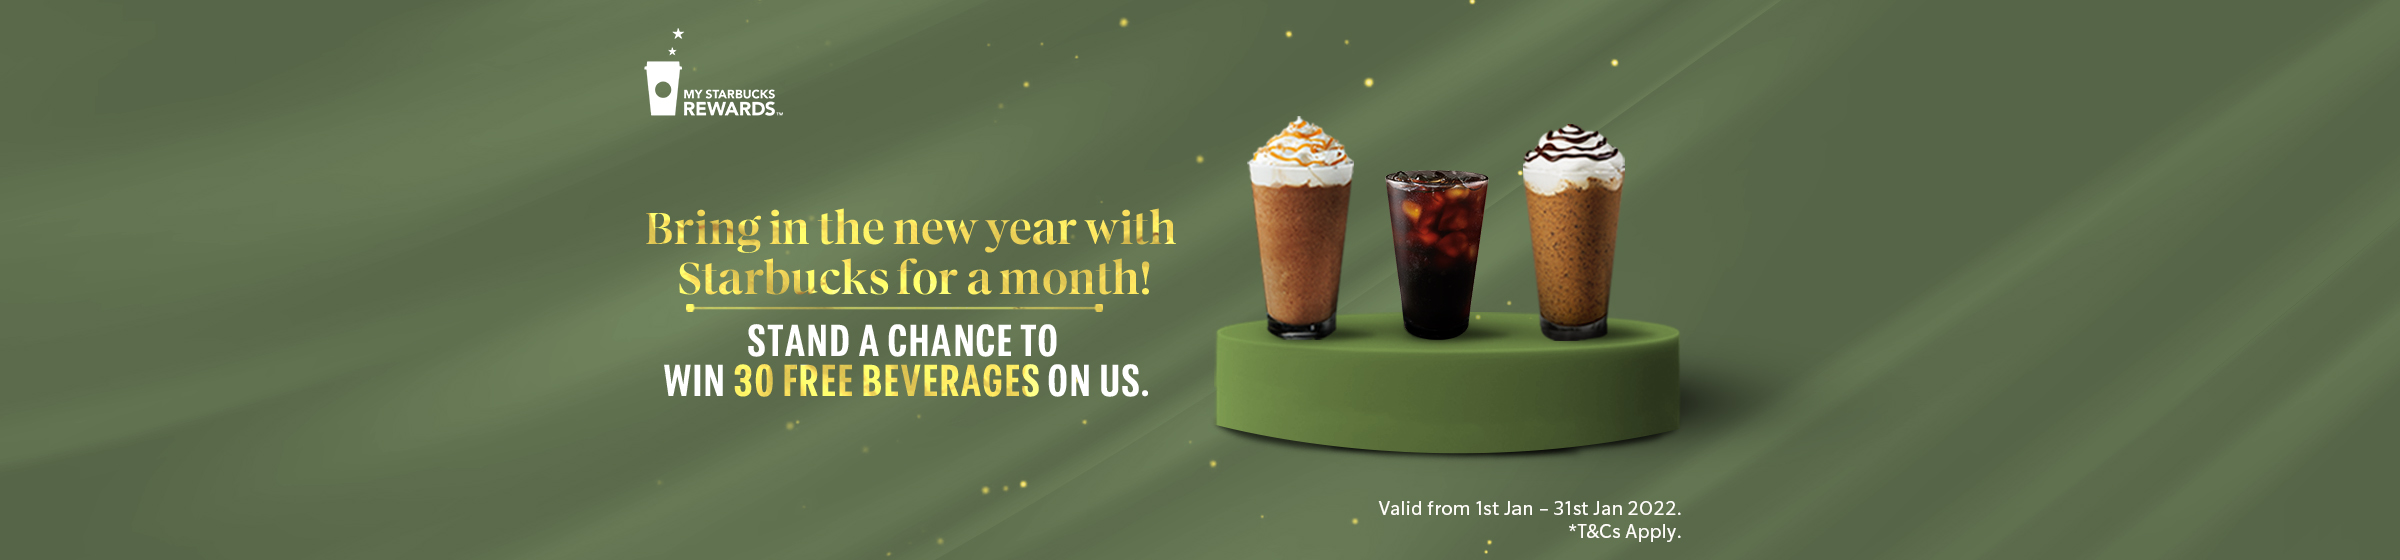 MY STARBUCKS
REWARDS™
Bring in the new year with
Starbucks for a month!
STAND A CHANCE TO
WIN 30 FREE BEVERAGES ON US.
Valid from 1st Jan – 31st Jan 2022.
*T&Cs Apply.